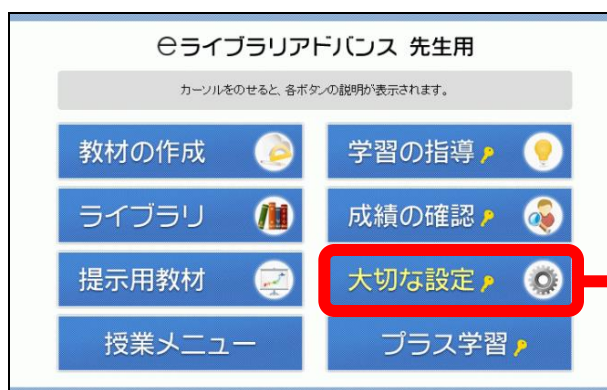 eライブラリアドバンス 先生用
カーソルをのせると、各ボタンの説明が表示されます。
教材の作成
学習の指導
ライブラリ
成績の確認
提示用教材
大切な設定
授業メニュー
プラス学習